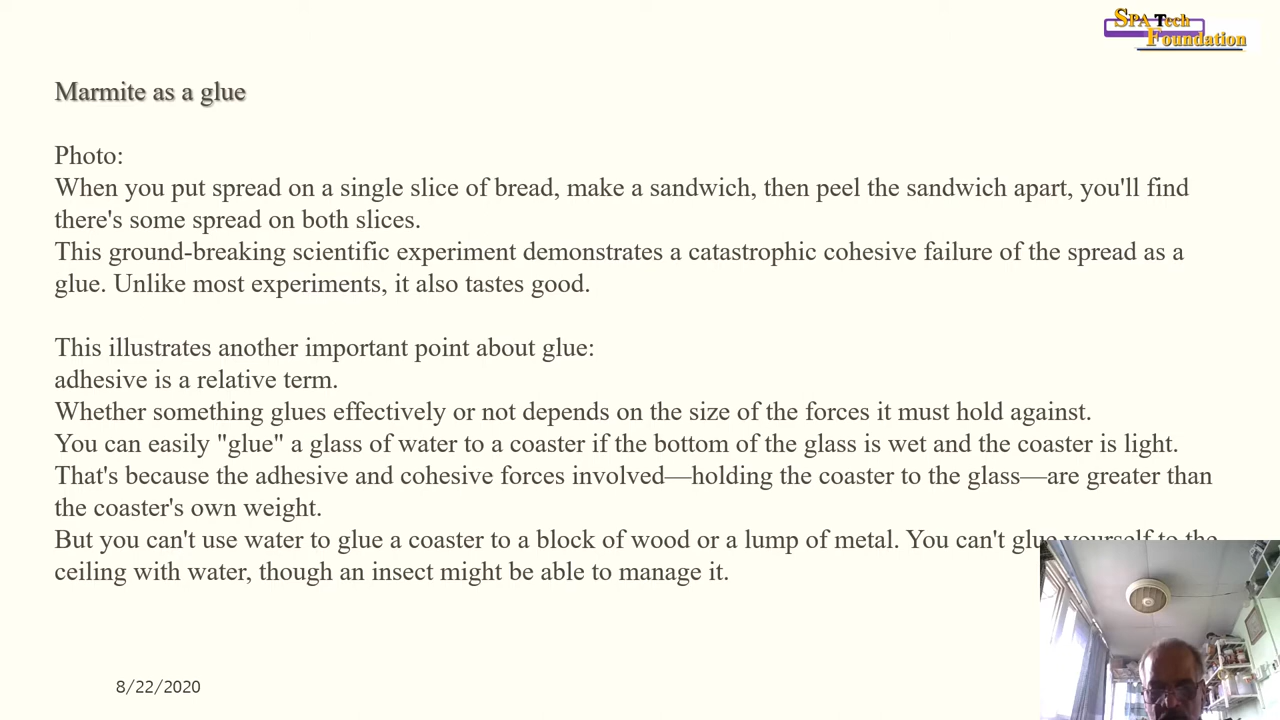 SPA Tech
Foundation
Marmite as a glue
Photo:
When you put spread on a single slice of bread, make a sandwich, then peel the sandwich apart, you'll find
there's some spread on both slices.
This ground-breaking scientific experiment demonstrates a catastrophic cohesive failure of the spread as a
glue. Unlike most experiments, it also tastes good.
This illustrates another important point about glue:
adhesive is a relative term.
Whether something glues effectively or not depends on the size of the forces it must hold against.
You can easily "glue" a glass of water to a coaster if the bottom of the glass is wet and the coaster is light.
That's because the adhesive and cohesive forces involved—holding the coaster to the glass—are greater than
the coaster's own weight.
But you can't use water to glue a coaster to a block of wood or a lump of metal. You can't glue yourself to the
ceiling with water, though an insect might be able to manage it.
8/22/2020